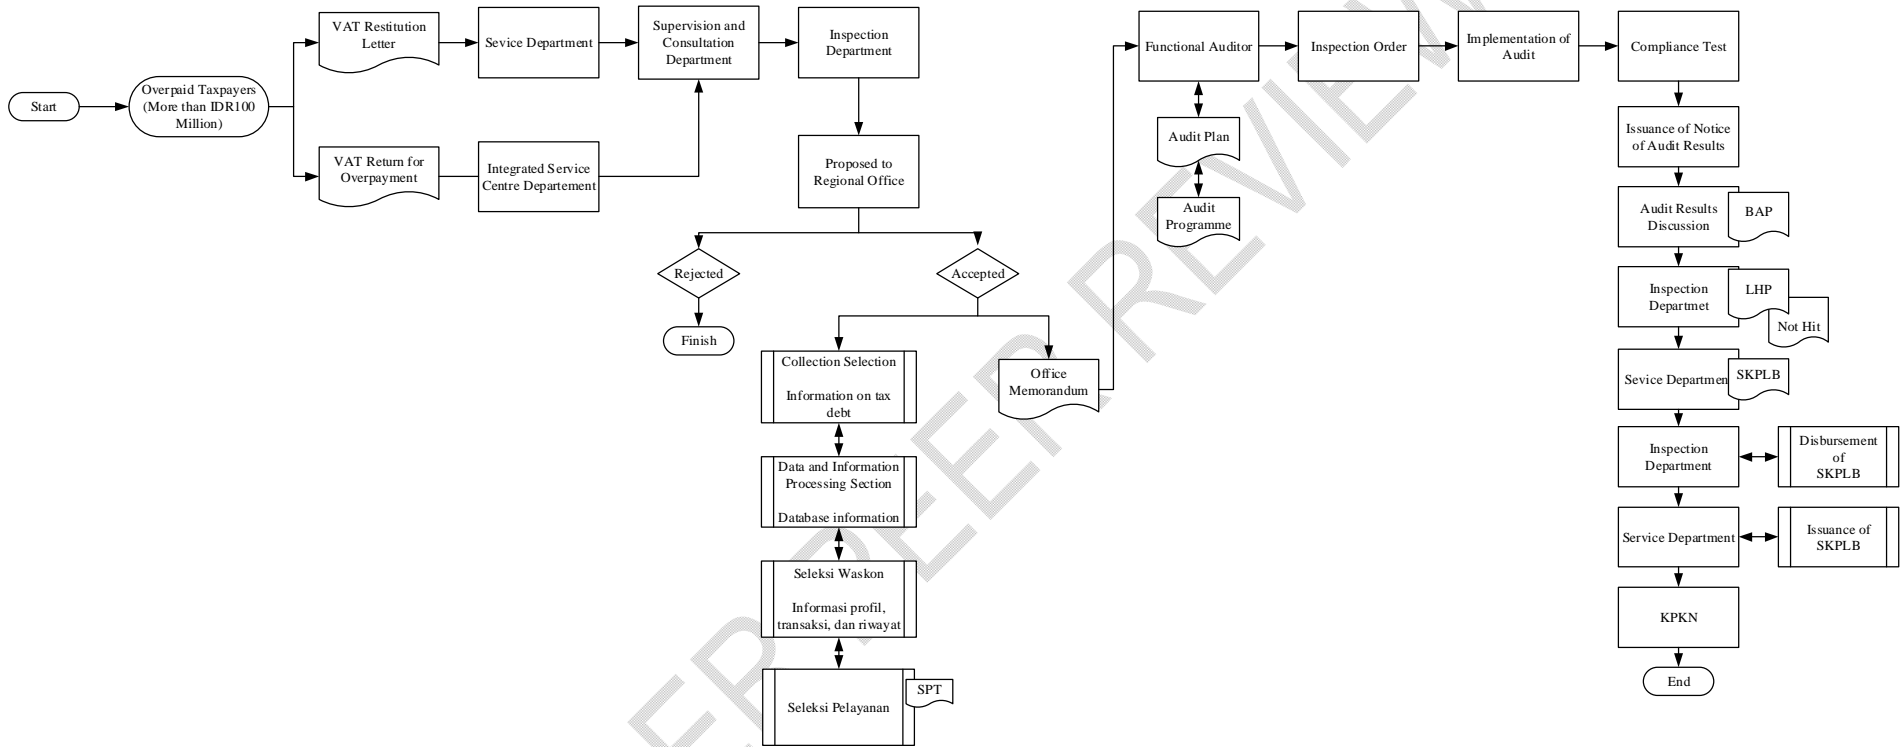 Start
Overpaid Taxpayers
(More than IDR100
Million)
VAT Restitution
Letter
Sevice Department
Supervision and
Consultation
Department
Inspection
Department
VAT Return for
Overpayment
Integrated Service
Centre Departement
Proposed to
Regional Office
Rejected
Accepted
Finish
Collection Selection
Information on tax
debt
Data and Information
Processing Section
Database information
Seleksi Waskon
Informasi profil,
transaksi, dan riwayat
Seleksi Pelayanan
SPT
Office
Memorandum
Functional Auditor
Audit Plan
Audit
Programme
Inspection Order
Implementation of
Audit
Compliance Test
Issuance of Notice
of Audit Results
Audit Results
Discussion
BAP
Inspection
Departmet
LHP
Not Hit
Sevice Department
SKPLB
Inspection
Department
Disbursement
of
SKPLB
Service Department
Issuance of
SKPLB
KPKN
End
ER PEER REVIEW